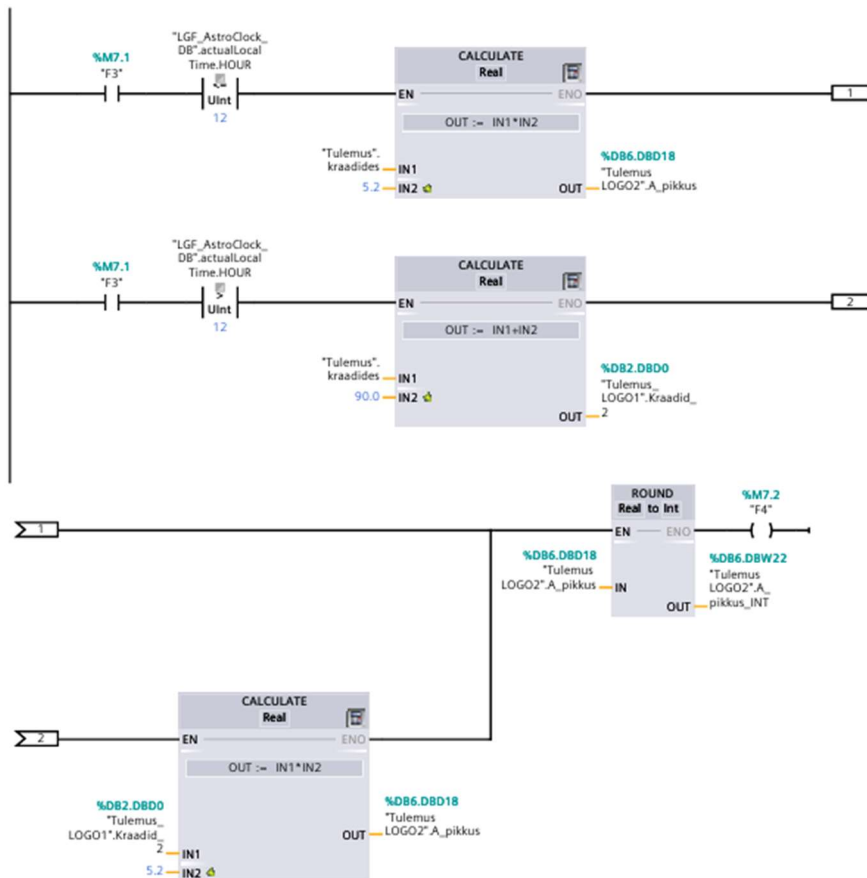 "LGF_AstroClock_
DB".actualLocal
Time.HOUR
%M7.1
"F3"
<=
UInt
12
CALCULATE
Real
EN
ENO
OUT := IN1*IN2
"Tulemus".
kraadides
IN1
5.2
IN2
%DB6.DBD18
"Tulemus
LOGO2".A_pikkus
OUT
1
"LGF_AstroClock_
DB".actualLocal
Time.HOUR
%M7.1
"F3"
>
UInt
12
CALCULATE
Real
EN
ENO
OUT := IN1+IN2
"Tulemus".
kraadides
IN1
90.0
IN2
%DB2.DBD0
"Tulemus_
LOGO1".Kraadid_
2
OUT
2
1
ROUND
Real to Int
EN
ENO
%M7.2
"F4"
%DB6.DBD18
"Tulemus
LOGO2".A_pikkus
IN
%DB6.DBW22
"Tulemus
LOGO2".A_
pikkus_INT
OUT
2
CALCULATE
Real
EN
ENO
OUT := IN1*IN2
%DB2.DBD0
"Tulemus_
LOGO1".Kraadid_
2
IN1
5.2
IN2
%DB6.DBD18
"Tulemus
LOGO2".A_pikkus
OUT